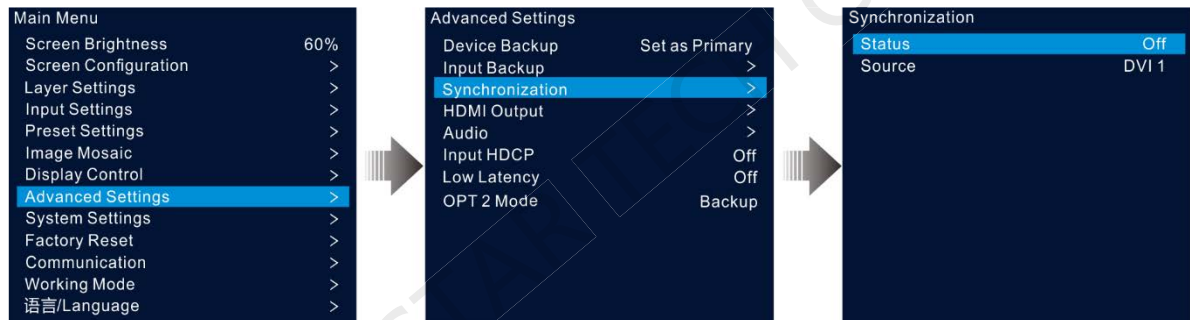 Main Menu
Screen Brightness 60%
Screen Configuration >
Layer Settings >
Input Settings >
Preset Settings >
Image Mosaic >
Display Control >
Advanced Settings >
System Settings >
Factory Reset >
Communication >
Working Mode >
语言/Language >
Advanced Settings
Device Backup Set as Primary
Input Backup >
Synchronization >
HDMI Output >
Audio >
Input HDCP Off
Low Latency Off
OPT 2 Mode Backup
Synchronization
Status Off
Source DVI 1
STAR TECH